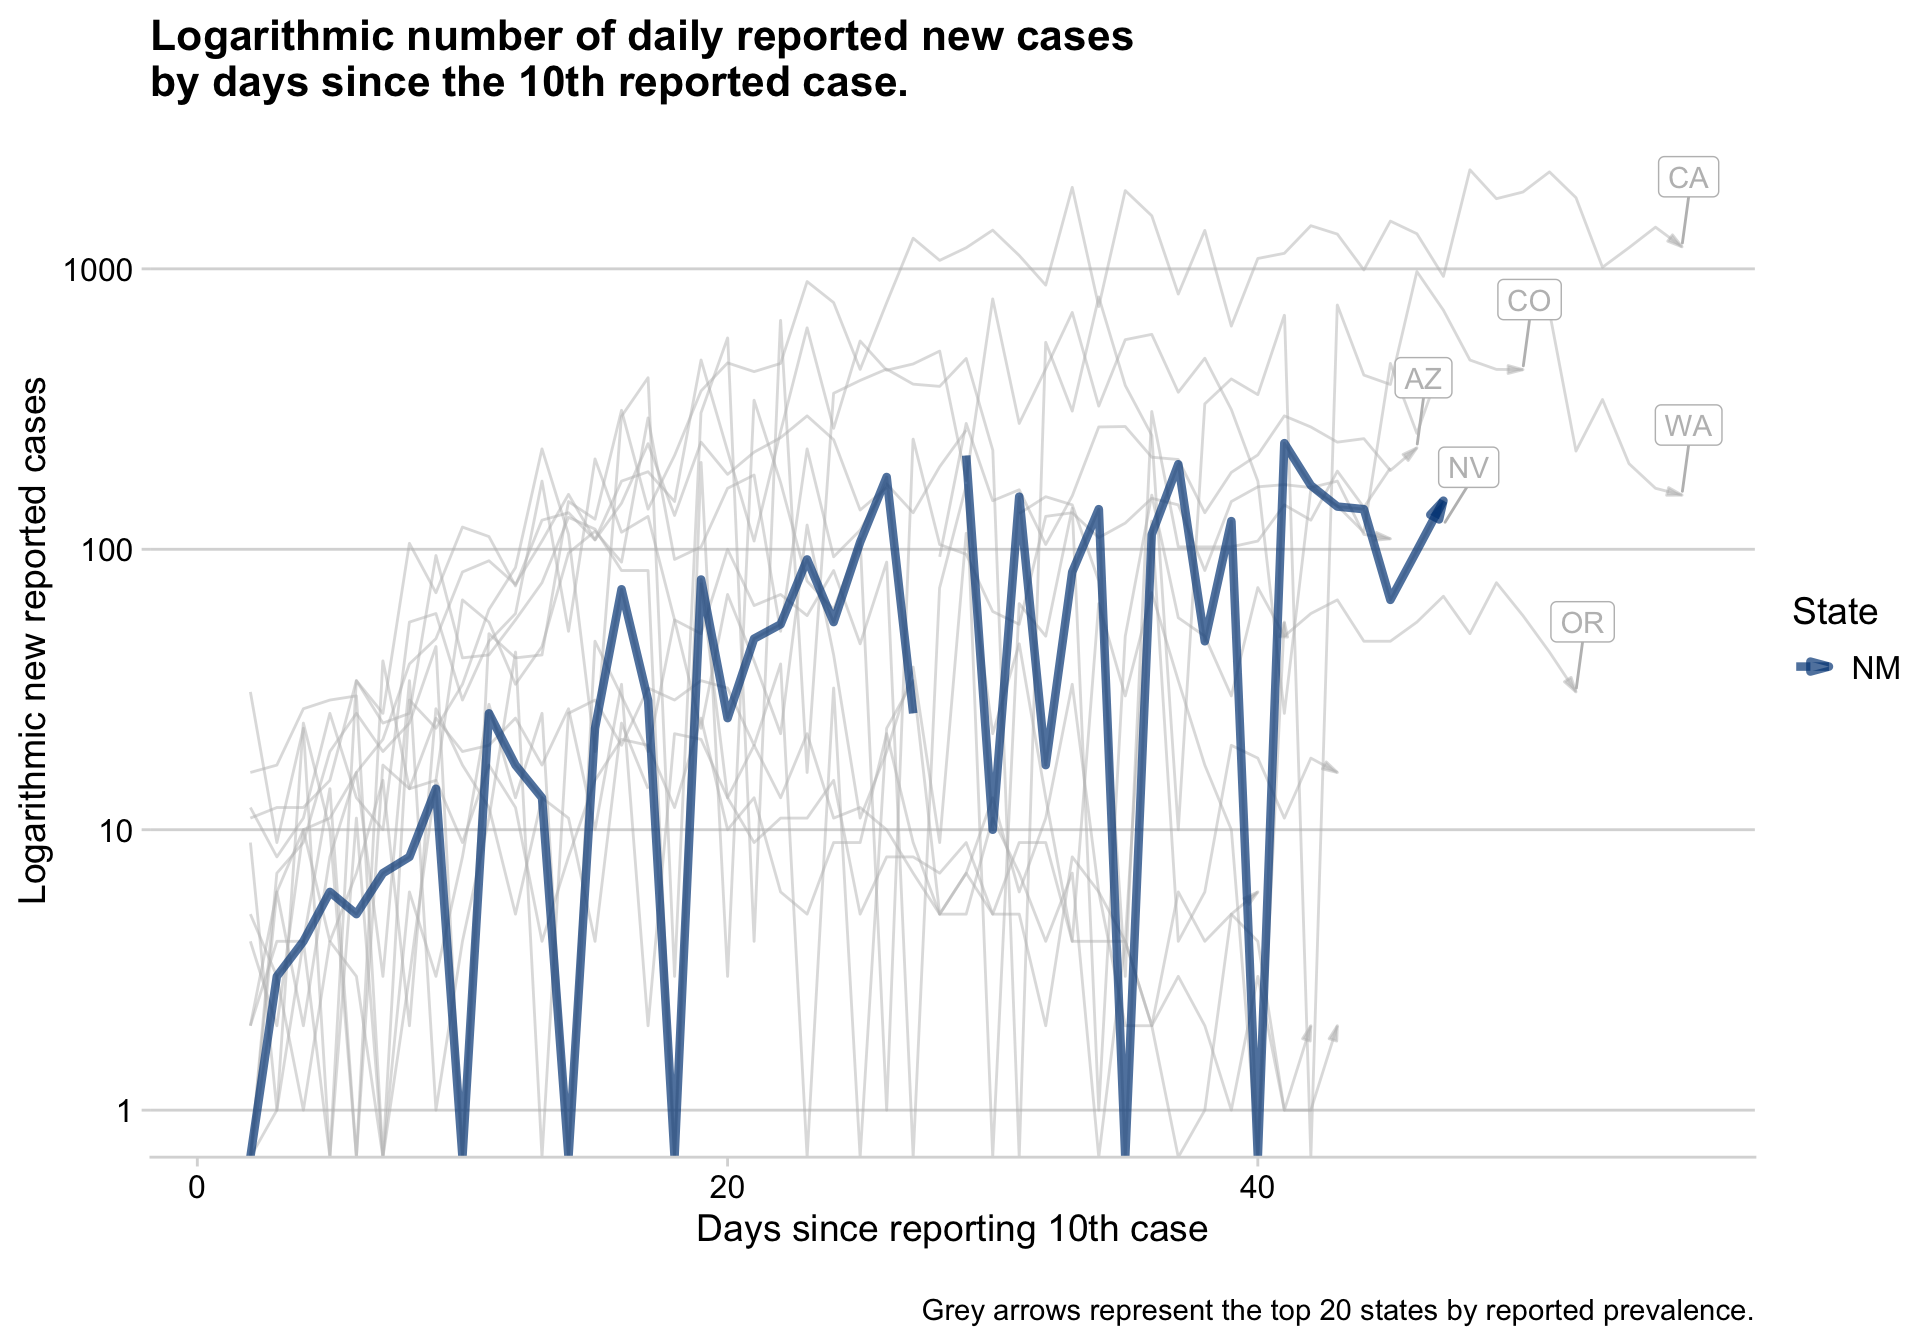 Logarithmic number of daily reported new cases
by days since the 10th reported case.
Logarithmic new reported cases
1000
100
10
1
CA
CO
AZ
WA
NV
OR
State
NM
0
20
40
Days since reporting 10th case
Grey arrows represent the top 20 states by reported prevalence.